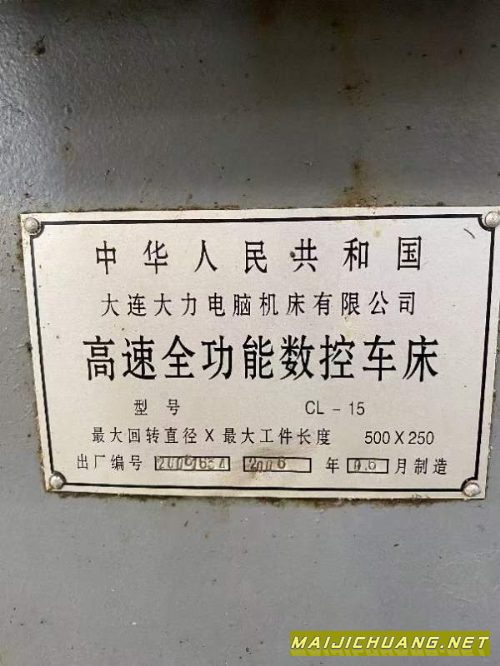 中华人民共和国
大连大力电脑机床有限公司
高速全功能数控车床
型号 CL-15
最大回转直径X最大工件长度 500X250
出厂编号 2006 年 06 月制造
MAIJICHUANG.NET